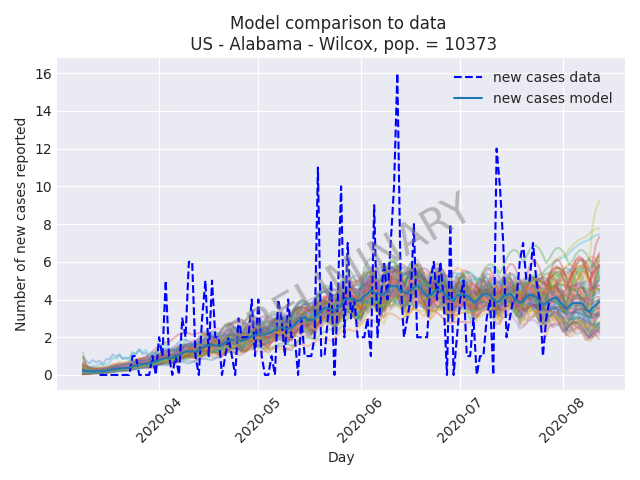 Model comparison to data
US - Alabama - Wilcox, pop. = 10373
new cases data
new cases model
Number of new cases reported
16
14
12
10
8
6
4
2
0
PRELIMINARY
2020-04
2020-05
2020-06
2020-07
2020-08
Day